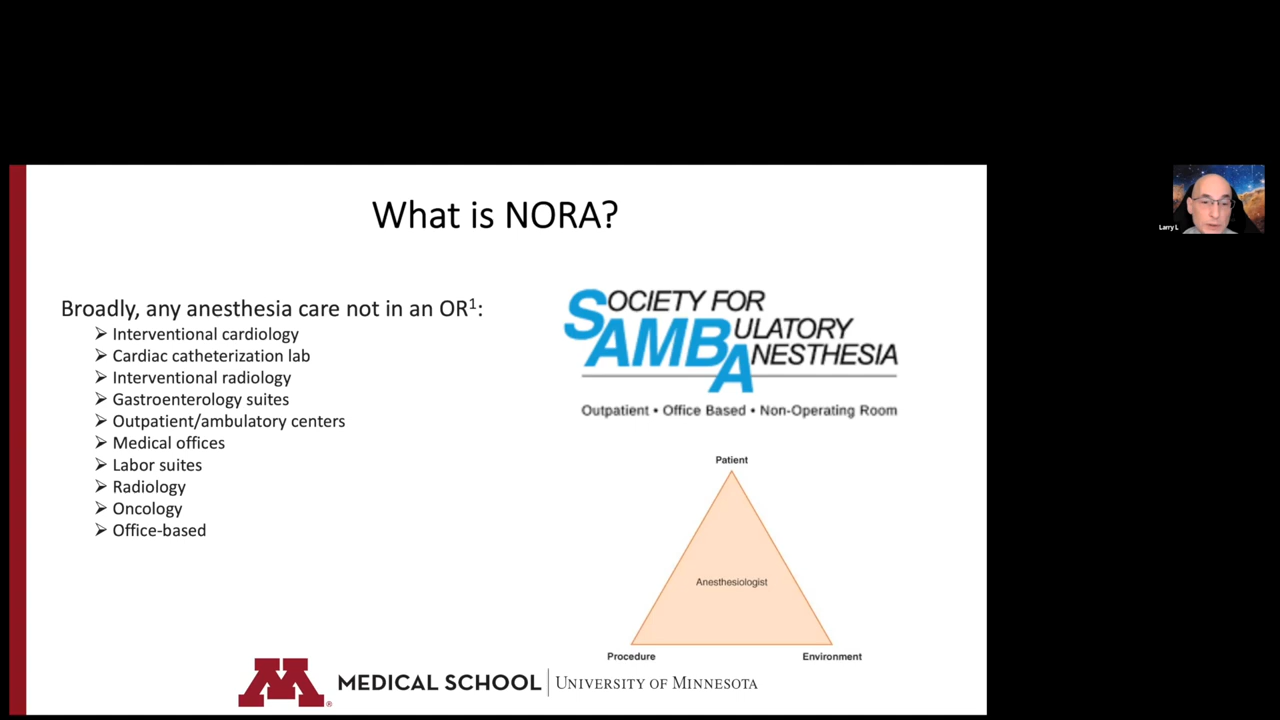 What is NORA?
Broadly, any anesthesia care not in an OR¹:
➢ Interventional cardiology
➢ Cardiac catheterization lab
➢ Interventional radiology
➢ Gastroenterology suites
➢ Outpatient/ambulatory centers
➢ Medical offices
➢ Labor suites
➢ Radiology
➢ Oncology
➢ Office-based
SOCIETY FOR
AMBULATORY
ANESTHESIA
Outpatient • Office Based • Non-Operating Room
Patient
Anesthesiologist
Procedure
Environment
M®
MEDICAL SCHOOL
UNIVERSITY OF MINNESOTA
Larry L